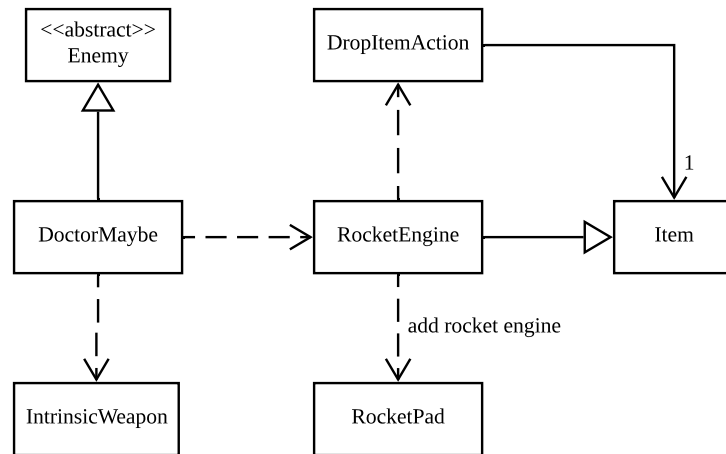 <<abstract>>
Enemy
DropItemAction
1
DoctorMaybe
RocketEngine
Item
add rocket engine
IntrinsicWeapon
RocketPad